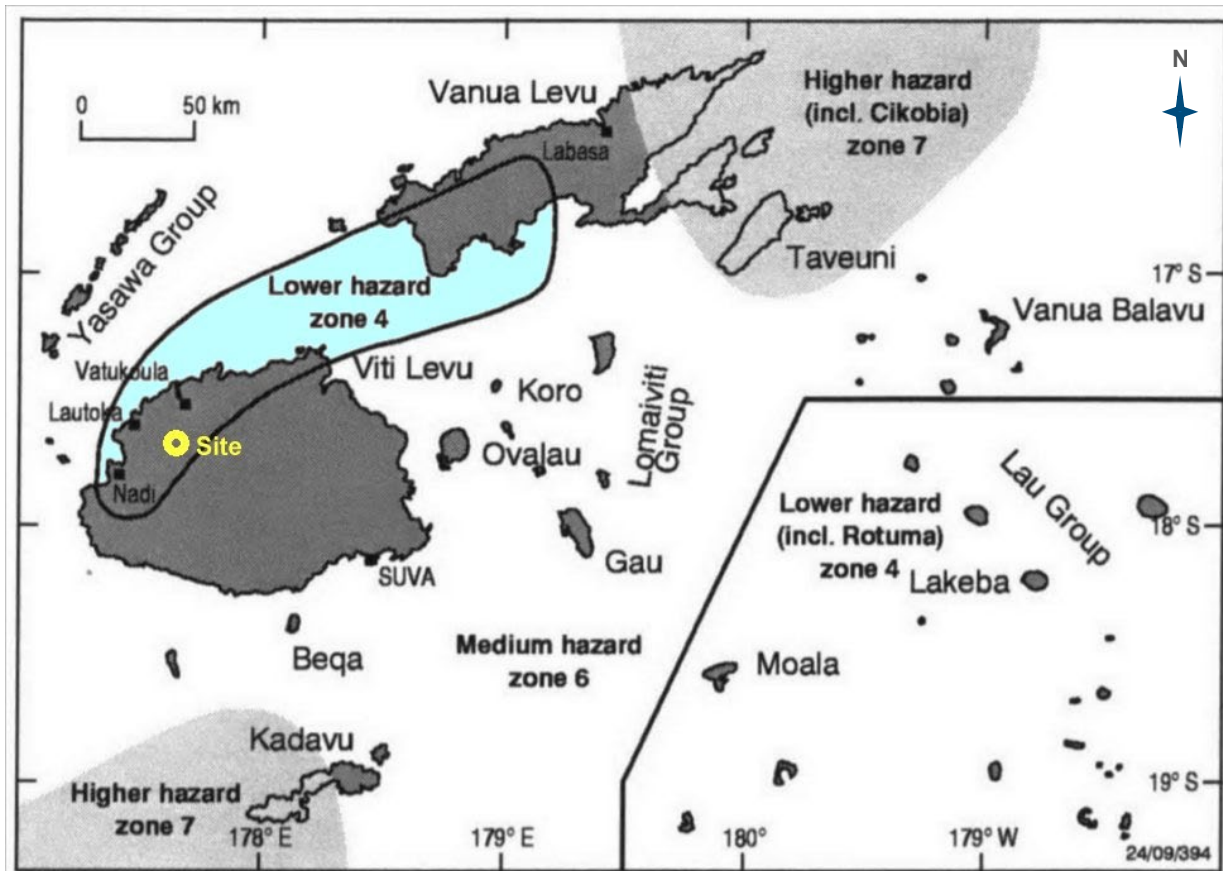 N
Vanua Levu
Higher hazard
(incl. Cikobia)
zone 7
0 50 km
Labasa
Yasawa Group
Taveuni
17° S
Lower hazard
zone 4
Vanua Balavu
Vatukoula
Viti Levu
Koro
Lomaiviti
Group
Lautoka
Site
Ovalau
Nadi
Lower hazard
(incl. Rotuma)
zone 4
Lau Group
18° S
Gau
SUVA
Lakeba
Beqa
Medium hazard
zone 6
Moala
Kadavu
Higher hazard
zone 7
19° S
178° E
179° E
180°
179° W
24/09/394